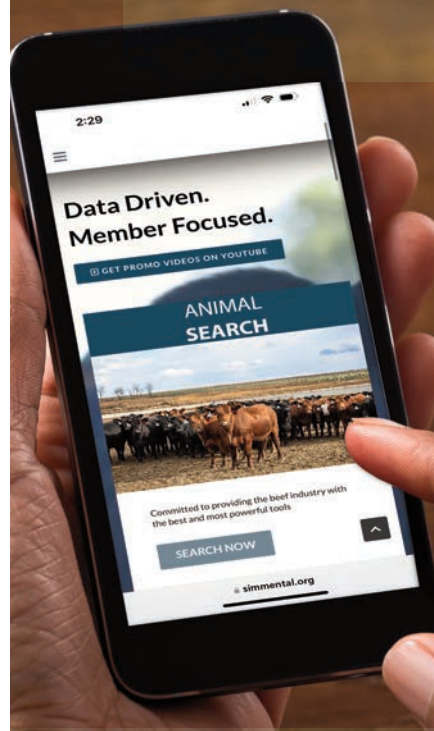 2:29
Data Driven.
Member Focused.
GET PROMO VIDEOS ON YOUTUBE
ANIMAL
SEARCH
Committed to providing the beef industry with
the best and most powerful tools
SEARCH NOW
simmental.org